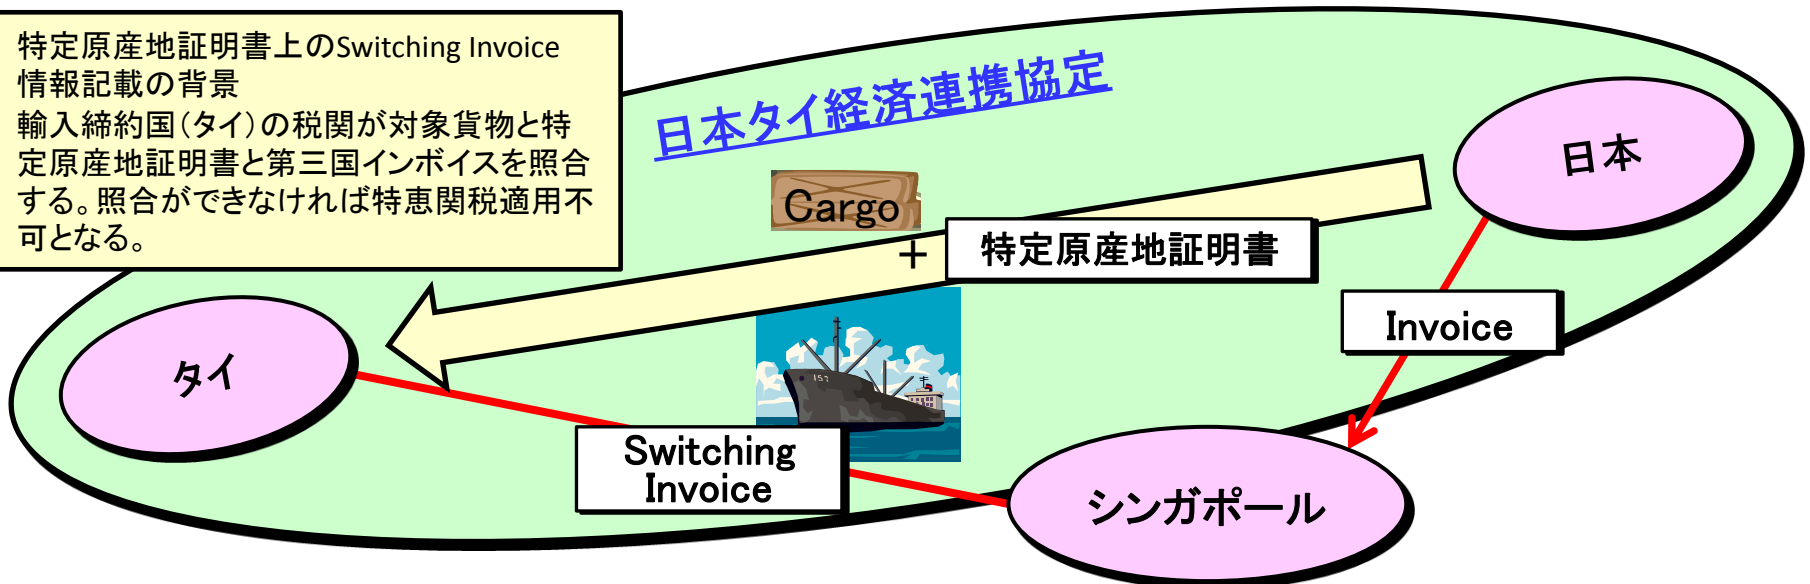 特定原産地証明書上のSwitching Invoice
情報記載の背景
輸入締約国(タイ)の税関が対象貨物と特
定原産地証明書と第三国インボイスを照合
する。照合ができなければ特恵関税適用不
可となる。
日本タイ経済連携協定
日本
Cargo
+
特定原産地証明書
Invoice
タイ
157
Switching
Invoice
シンガポール